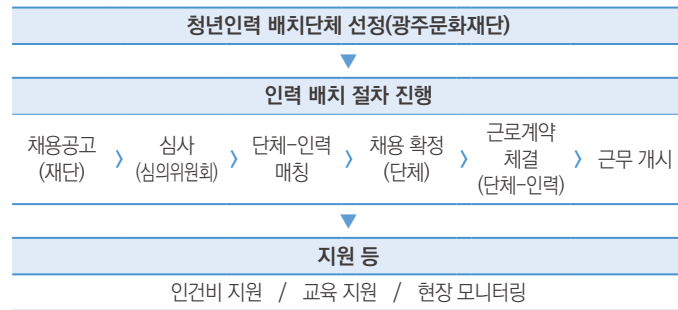 청년인력 배치단체 선정(광주문화재단)
▼
인력 배치 절차 진행
채용공고
(재단)
〉
심사
(심의위원회)
〉
단체-인력
매칭
〉
채용 확정
(단체)
〉
근로계약
체결
(단체-인력)
〉
근무 개시
▼
지원 등
인건비 지원 / 교육 지원 / 현장 모니터링